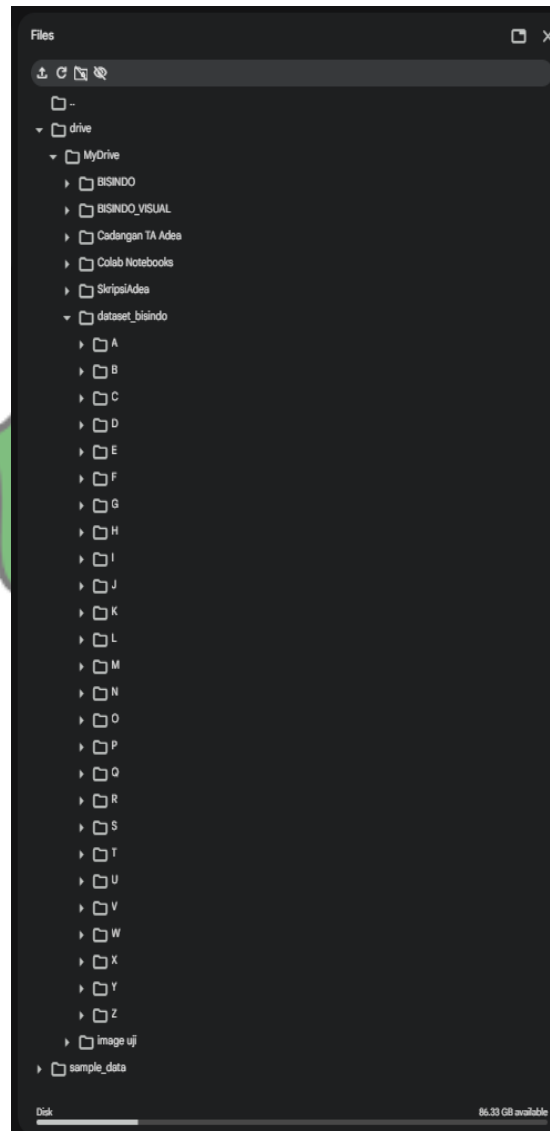 Files
..
drive
MyDrive
BISINDO
BISINDO_VISUAL
Cadangan TA Adea
Colab Notebooks
SkripsiAdea
dataset_bisindo
A
B
C
D
E
F
G
H
I
J
K
L
M
N
O
P
Q
R
S
T
U
V
W
X
Y
Z
image uji
sample_data
Disk 86.33 GB available